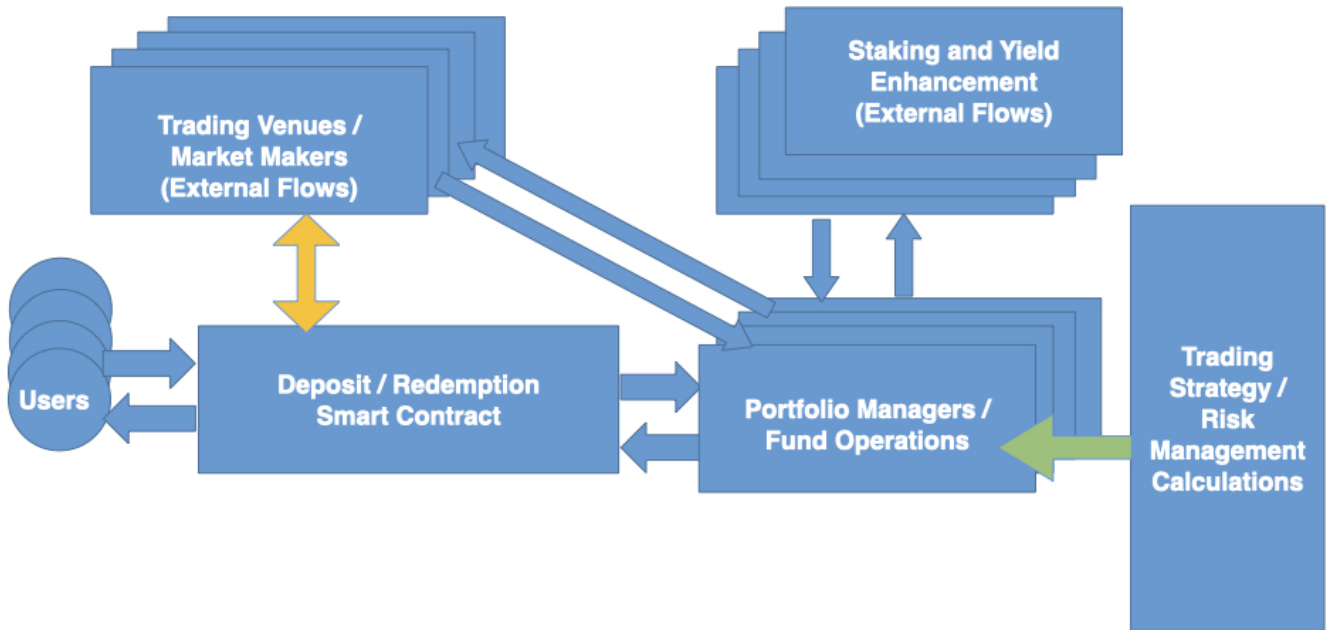 Staking and Yield
Enhancement
(External Flows)
Trading Venues /
Market Makers
(External Flows)
Users
Deposit / Redemption
Smart Contract
Portfolio Managers /
Fund Operations
Trading
Strategy /
Risk
Management
Calculations